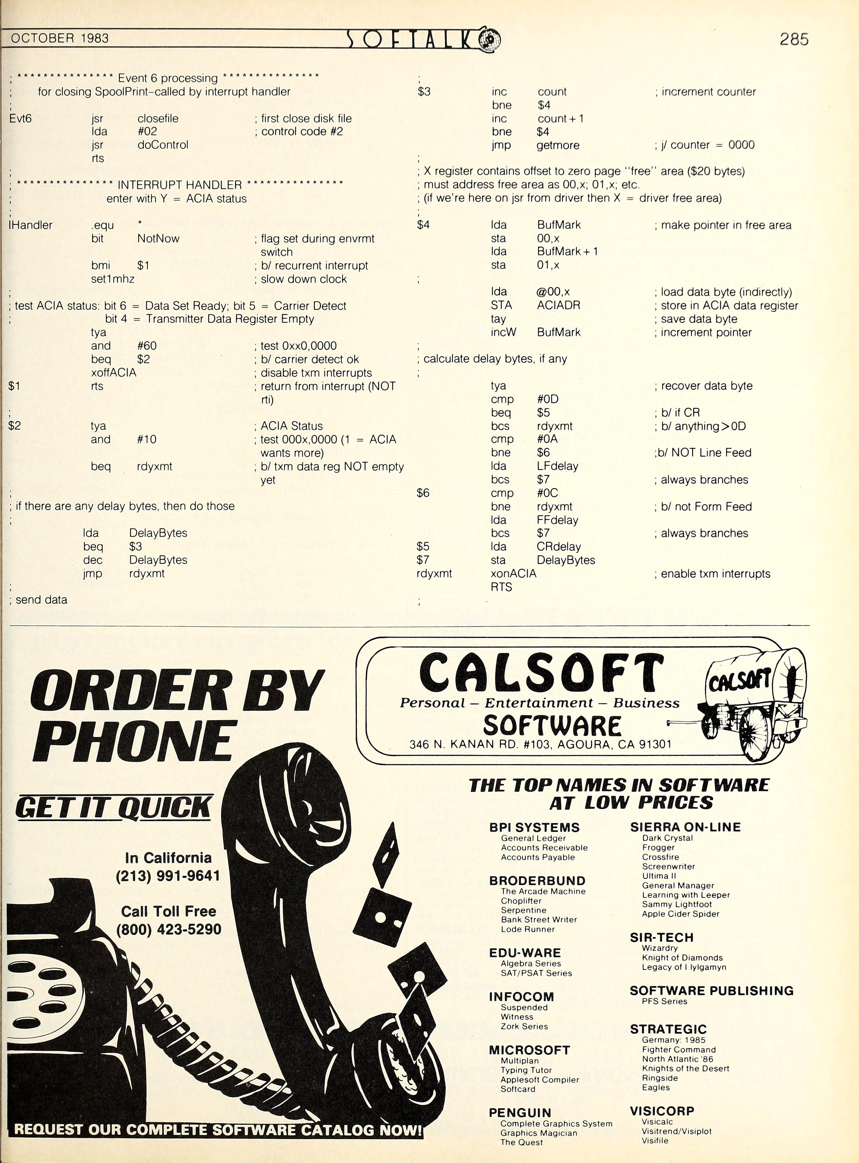 OCTOBER 1983
SOFTALK
285
; *************** Event 6 processing ***************
; for closing SpoolPrint–called by interrupt handler
;
Evt6 jsr closefile ; first close disk file
lda #02 ; control code #2
jsr doControl
rts
;
; *************** INTERRUPT HANDLER ***************
; enter with Y = ACIA status
;
IHandler .equ *
bit NotNow ; flag set during envrmt
switch
bmi $1 ; b/ recurrent interrupt
set1mhz ; slow down clock
;
; test ACIA status: bit 6 = Data Set Ready; bit 5 = Carrier Detect
; bit 4 = Transmitter Data Register Empty
tya
and #60 ; test 0xx0,0000
beq $2 ; b/ carrier detect ok
xoffACIA ; disable txm interrupts
$1 rts ; return from interrupt (NOT
rti)
;
$2 tya ; ACIA Status
and #10 ; test 000x,0000 (1 = ACIA
wants more)
beq rdyxmt ; b/ txm data reg NOT empty
yet
;
; if there are any delay bytes, then do those
;
lda DelayBytes
beq $3
dec DelayBytes
jmp rdyxmt
;
; send data
;
$3 inc count ; increment counter
bne $4
inc count+1
bne $4
jmp getmore ; j/ counter = 0000
;
; X register contains offset to zero page "free" area ($20 bytes)
; must address free area as 00,x; 01,x; etc.
; (if we're here on jsr from driver then X = driver free area)
;
$4 lda BufMark ; make pointer in free area
sta 00,x
lda BufMark+1
sta 01,x
;
lda @00,x ; load data byte (indirectly)
STA ACIADR ; store in ACIA data register
tay ; save data byte
incW BufMark ; increment pointer
;
; calculate delay bytes, if any
;
tya ; recover data byte
cmp #0D
beq $5 ; b/ if CR
bcs rdyxmt ; b/ anything>0D
cmp #0A
bne $6 ;b/ NOT Line Feed
lda LFdelay
bcs $7 ; always branches
$6 cmp #0C
bne rdyxmt ; b/ not Form Feed
lda FFdelay
bcs $7 ; always branches
$5 lda CRdelay
$7 sta DelayBytes
rdyxmt xonACIA ; enable txm interrupts
RTS
;
ORDER BY
PHONE
GET IT QUICK
In California
(213) 991-9641
Call Toll Free
(800) 423-5290
REQUEST OUR COMPLETE SOFTWARE CATALOG NOW!
CALSOFT
Personal – Entertainment – Business
SOFTWARE
346 N. KANAN RD. #103, AGOURA, CA 91301
CALSOFT
THE TOP NAMES IN SOFTWARE
AT LOW PRICES
BPI SYSTEMS
General Ledger
Accounts Receivable
Accounts Payable
BRODERBUND
The Arcade Machine
Choplifter
Serpentine
Bank Street Writer
Lode Runner
EDU-WARE
Algebra Series
SAT/PSAT Series
INFOCOM
Suspended
Witness
Zork Series
MICROSOFT
Multiplan
Typing Tutor
Applesoft Compiler
Softcard
PENGUIN
Complete Graphics System
Graphics Magician
The Quest
SIERRA ON-LINE
Dark Crystal
Frogger
Crossfire
Screenwriter
Ultima II
General Manager
Learning with Leeper
Sammy Lightfoot
Apple Cider Spider
SIR-TECH
Wizardry
Knight of Diamonds
Legacy of Llylgamyn
SOFTWARE PUBLISHING
PFS Series
STRATEGIC
Germany: 1985
Fighter Command
North Atlantic '86
Knights of the Desert
Ringside
Eagles
VISICORP
Visicalc
Visitrend/Visiplot
Visifile